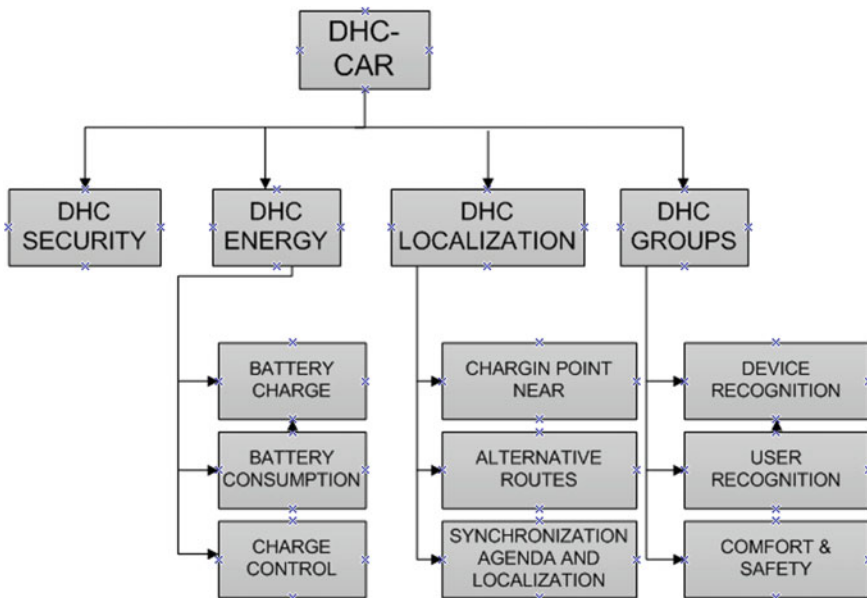 DHC-
CAR
DHC
SECURITY
DHC
ENERGY
DHC
LOCALIZATION
DHC
GROUPS
BATTERY
CHARGE
CHARGIN POINT
NEAR
DEVICE
RECOGNITION
BATTERY
CONSUMPTION
ALTERNATIVE
ROUTES
USER
RECOGNITION
CHARGE
CONTROL
SYNCHRONIZATION
AGENDA AND
LOCALIZATION
COMFORT &
SAFETY